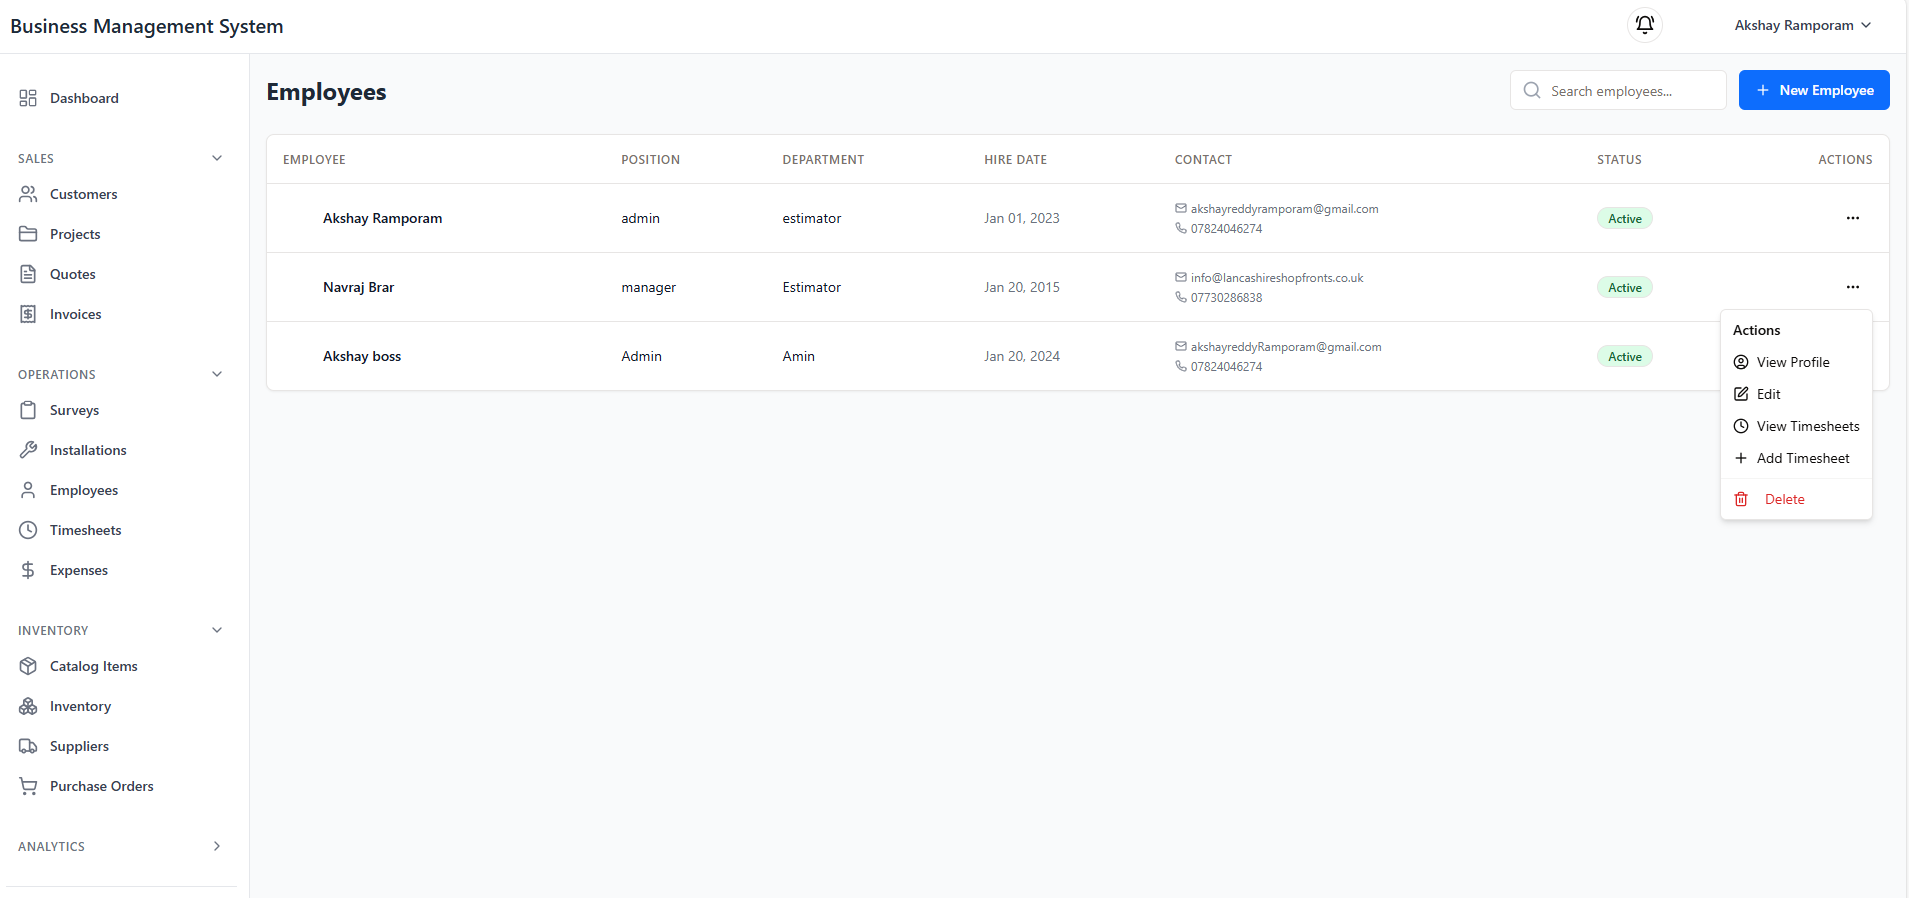 Business Management System
Akshay Ramporam
Dashboard
SALES
Customers
Projects
Quotes
Invoices
OPERATIONS
Surveys
Installations
Employees
Timesheets
Expenses
INVENTORY
Catalog Items
Inventory
Suppliers
Purchase Orders
ANALYTICS
Employees
Search employees...
+ New Employee
EMPLOYEE POSITION DEPARTMENT HIRE DATE CONTACT STATUS ACTIONS
Akshay Ramporam admin estimator Jan 01, 2023 akshayreddyramporam@gmail.com Active ...
07824046274
Navraj Brar manager Estimator Jan 20, 2015 info@lancashireshopfronts.co.uk Active ...
07730286838
Akshay boss Admin Amin Jan 20, 2024 akshayreddyRamporam@gmail.com Active
07824046274
Actions
View Profile
Edit
View Timesheets
+ Add Timesheet
Delete